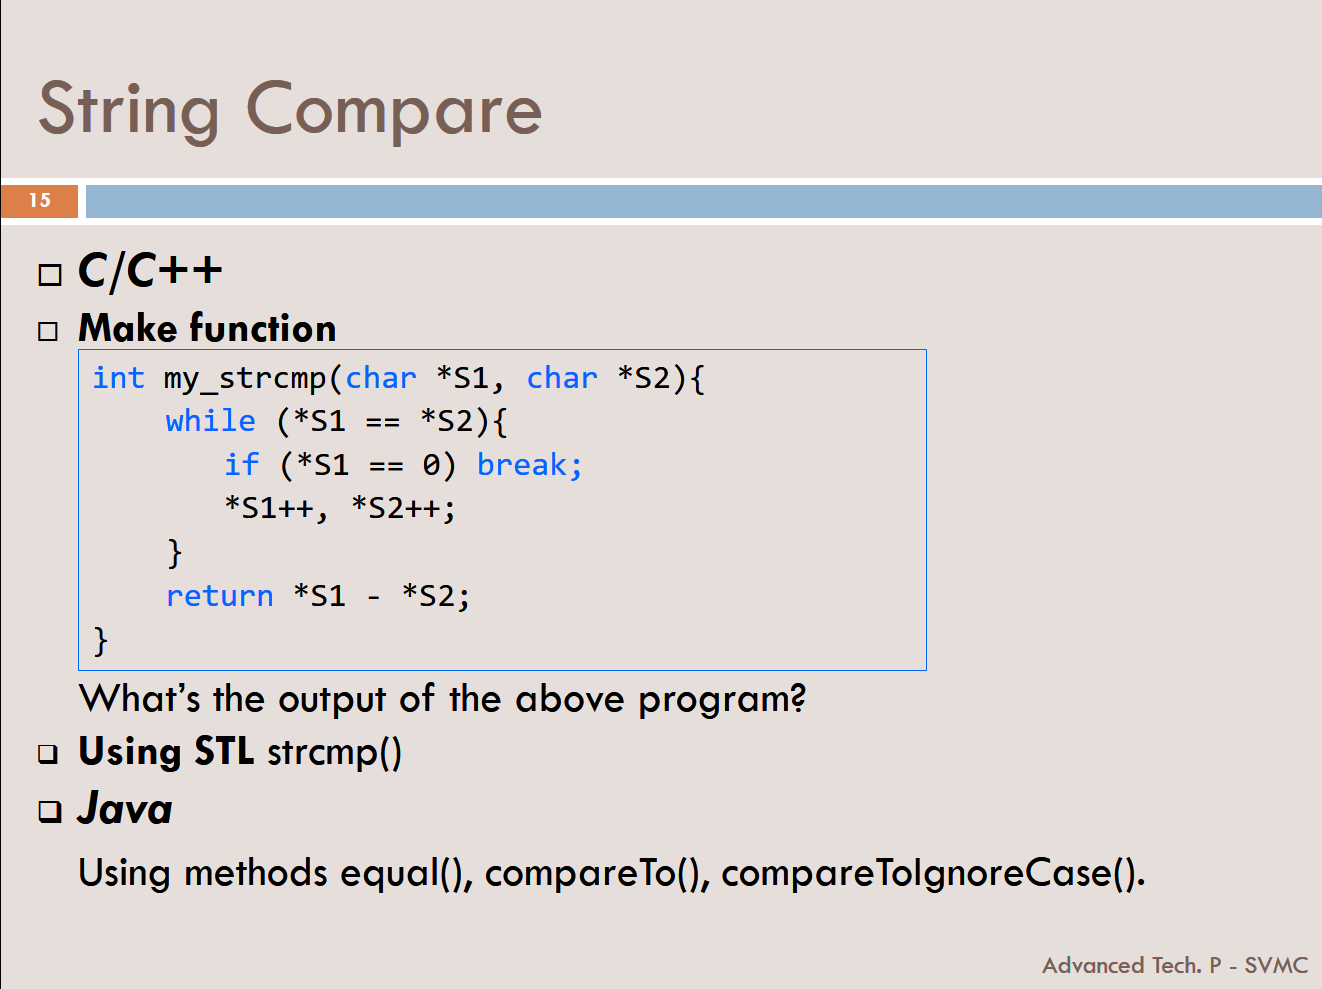 String Compare
15
C/C++
Make function
int my_strcmp(char *S1, char *S2){
while (*S1 == *S2){
if (*S1 == 0) break;
*S1++, *S2++;
}
return *S1 - *S2;
}
What's the output of the above program?
Using STL strcmp()
Java
Using methods equal(), compareTo(), compareToIgnoreCase().
Advanced Tech. P - SVMC